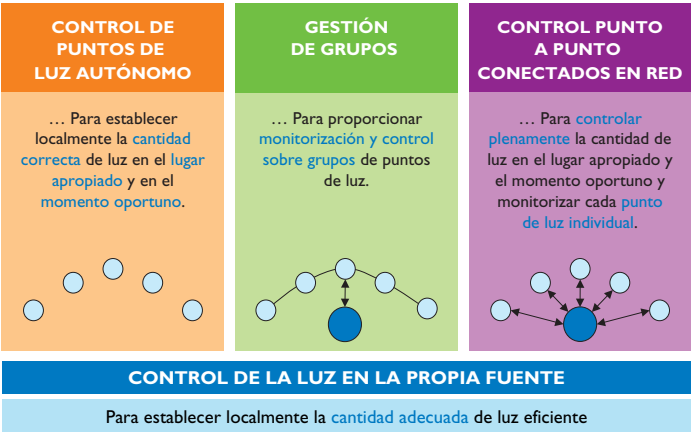 CONTROL DE
PUNTOS DE
LUZ AUTÓNOMO
… Para establecer
localmente la cantidad
correcta de luz en el lugar
apropiado y en el
momento oportuno.
GESTIÓN
DE GRUPOS
… Para proporcionar
monitorización y control
sobre grupos de puntos
de luz.
CONTROL PUNTO
A PUNTO
CONECTADOS EN RED
… Para controlar
plenamente la cantidad de
luz en el lugar apropiado y
el momento oportuno y
monitorizar cada punto
de luz individual.
CONTROL DE LA LUZ EN LA PROPIA FUENTE
Para establecer localmente la cantidad adecuada de luz eficiente